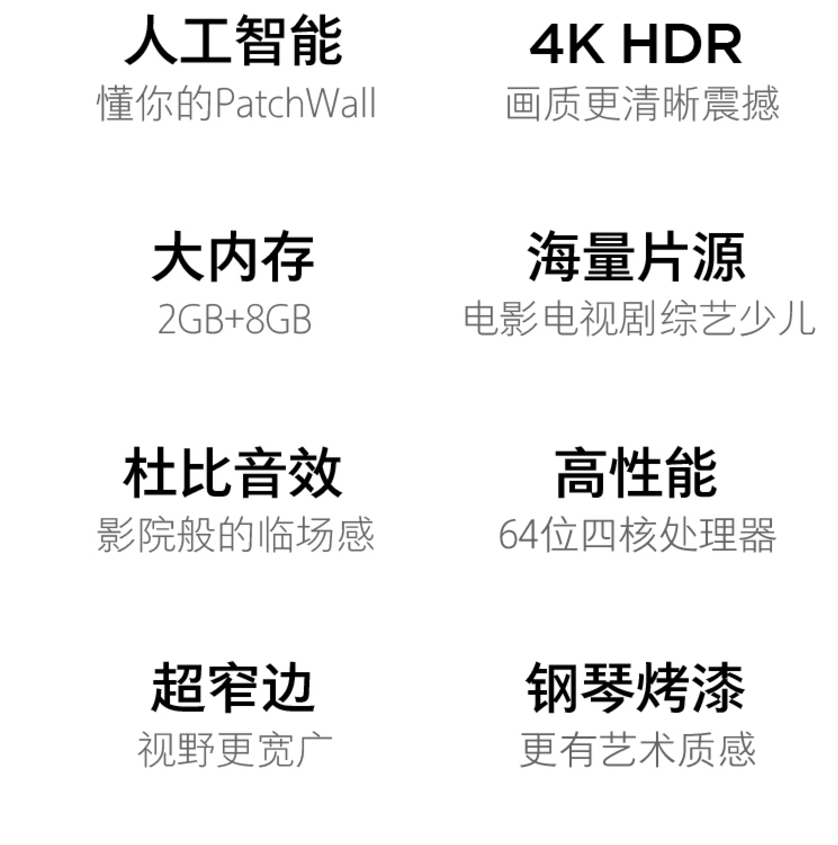 人工智能
懂你的PatchWall
4K HDR
画质更清晰震撼
大内存
2GB+8GB
海量片源
电影电视剧综艺少儿
杜比音效
影院般的临场感
高性能
64位四核处理器
超窄边
视野更宽广
钢琴烤漆
更有艺术质感